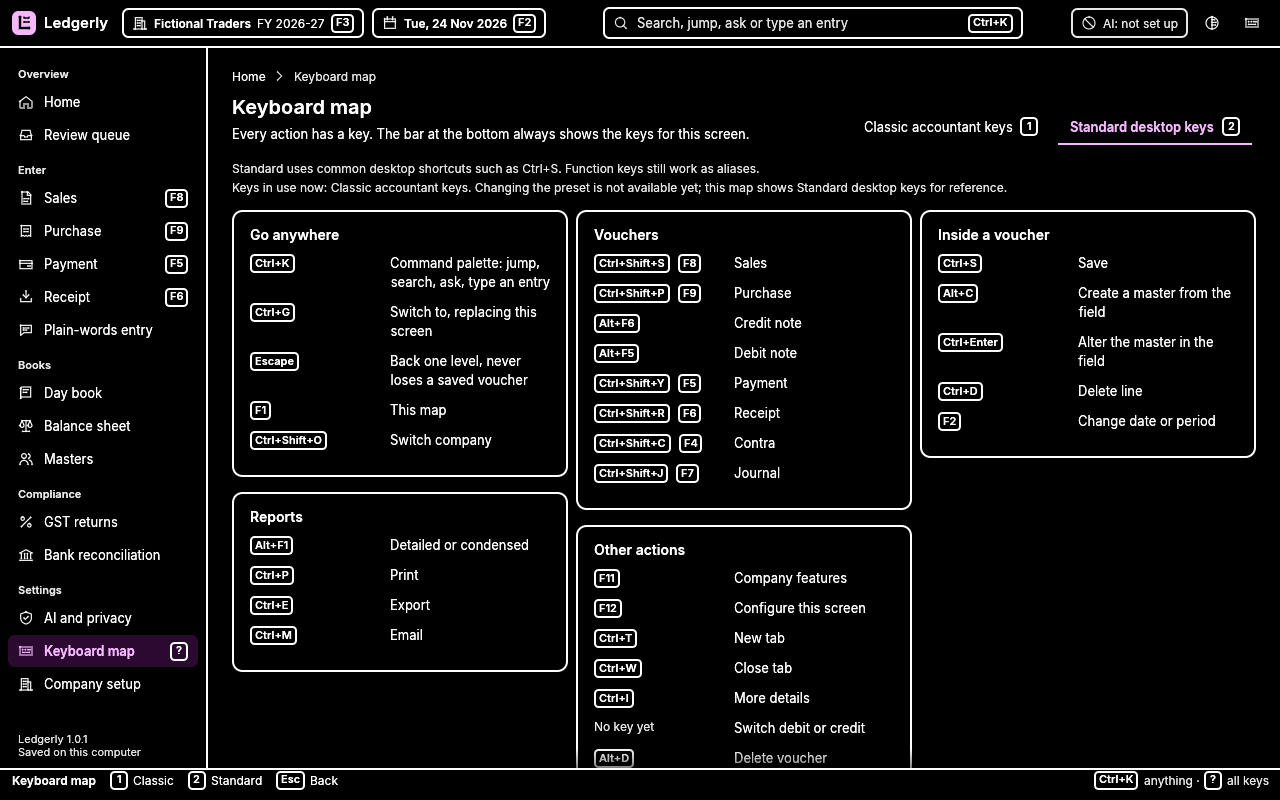 Ledgerly
Fictional Traders FY 2026-27 F3
Tue, 24 Nov 2026 F2
Search, jump, ask or type an entry Ctrl+K
AI: not set up
Overview
Home
Review queue
Enter
Sales F8
Purchase F9
Payment F5
Receipt F6
Plain-words entry
Books
Day book
Balance sheet
Masters
Compliance
GST returns
Bank reconciliation
Settings
AI and privacy
Keyboard map ?
Company setup
Ledgerly 1.0.1
Saved on this computer
Home > Keyboard map
Keyboard map
Every action has a key. The bar at the bottom always shows the keys for this screen.
Classic accountant keys 1
Standard desktop keys 2
Standard uses common desktop shortcuts such as Ctrl+S. Function keys still work as aliases.
Keys in use now: Classic accountant keys. Changing the preset is not available yet; this map shows Standard desktop keys for reference.
Go anywhere
Ctrl+K Command palette: jump,
search, ask, type an entry
Ctrl+G Switch to, replacing this
screen
Escape Back one level, never
loses a saved voucher
F1 This map
Ctrl+Shift+O Switch company
Reports
Alt+F1 Detailed or condensed
Ctrl+P Print
Ctrl+E Export
Ctrl+M Email
Vouchers
Ctrl+Shift+S F8 Sales
Ctrl+Shift+P F9 Purchase
Alt+F6 Credit note
Alt+F5 Debit note
Ctrl+Shift+Y F5 Payment
Ctrl+Shift+R F6 Receipt
Ctrl+Shift+C F4 Contra
Ctrl+Shift+J F7 Journal
Other actions
F11 Company features
F12 Configure this screen
Ctrl+T New tab
Ctrl+W Close tab
Ctrl+I More details
No key yet Switch debit or credit
Alt+D Delete voucher
Inside a voucher
Ctrl+S Save
Alt+C Create a master from the
field
Ctrl+Enter Alter the master in the
field
Ctrl+D Delete line
F2 Change date or period
Keyboard map 1 Classic 2 Standard Esc Back
Ctrl+K anything · ? all keys